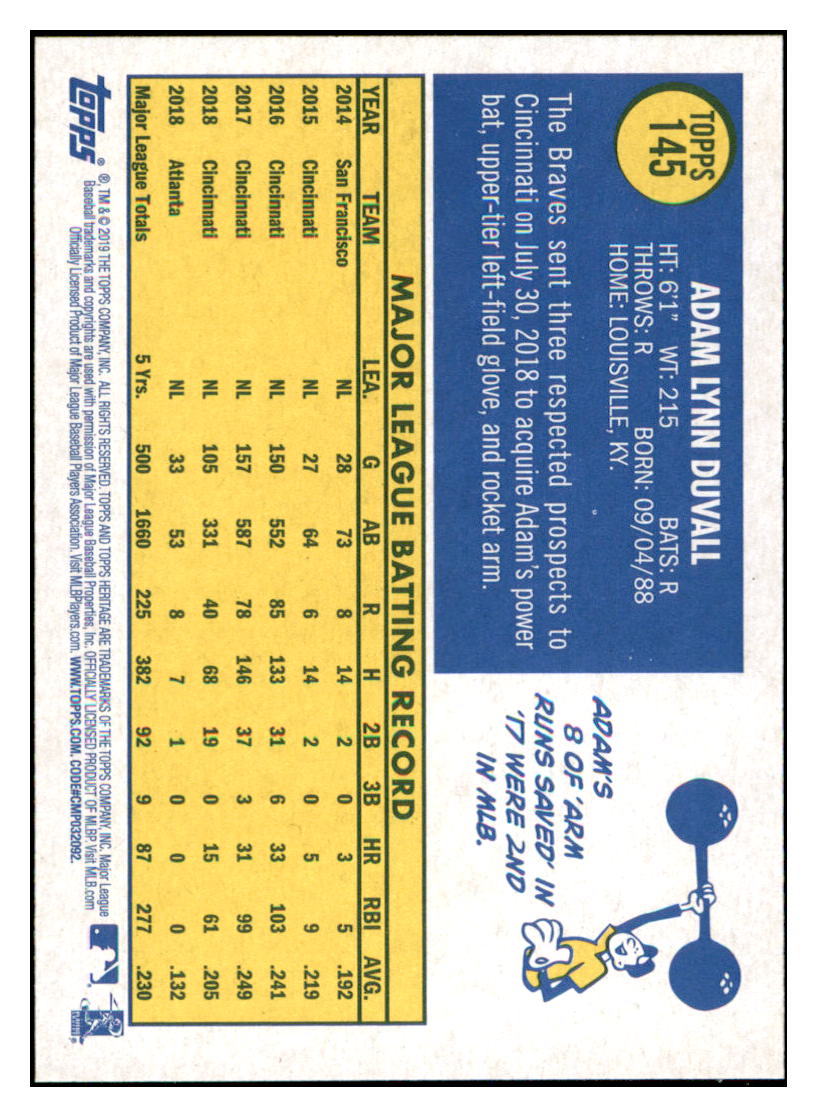 TOPPS
145
ADAM LYNN DUVALL
HT: 6'1" WT: 215 BATS: R
THROWS: R BORN: 09/04/88
HOME: LOUISVILLE, KY.
The Braves sent three respected prospects to
Cincinnati on July 30, 2018 to acquire Adam's power
bat, upper-tier left-field glove, and rocket arm.
ADAM'S
8 OF 'ARM
RUNS SAVED' IN
'17 WERE 2ND
IN MLB.
MAJOR LEAGUE BATTING RECORD
YEAR TEAM LEA. G AB R H 2B 3B HR RBI AVG.
2014 San Francisco NL 28 73 8 14 2 0 3 5 .192
2015 Cincinnati NL 27 64 6 14 2 0 5 9 .219
2016 Cincinnati NL 150 552 85 133 31 6 33 103 .241
2017 Cincinnati NL 157 587 78 146 37 3 31 99 .249
2018 Cincinnati NL 105 331 40 68 19 0 15 61 .205
2018 Atlanta NL 33 53 8 7 1 0 0 0 .132
Major League Totals 5 Yrs. 500 1660 225 382 92 9 87 277 .230
topps®
®, TM & © 2019 THE TOPPS COMPANY, INC. ALL RIGHTS RESERVED. TOPPS AND TOPPS HERITAGE ARE TRADEMARKS OF THE TOPPS COMPANY, INC. Major League
Baseball trademarks and copyrights are used with permission of Major League Baseball Properties, Inc. OFFICIALLY LICENSED PRODUCT OF MLBP. Visit MLB.com
Officially Licensed Product of Major League Baseball Players Association. Visit MLBPlayers.com. WWW.TOPPS.COM. CODE#CMP032092.